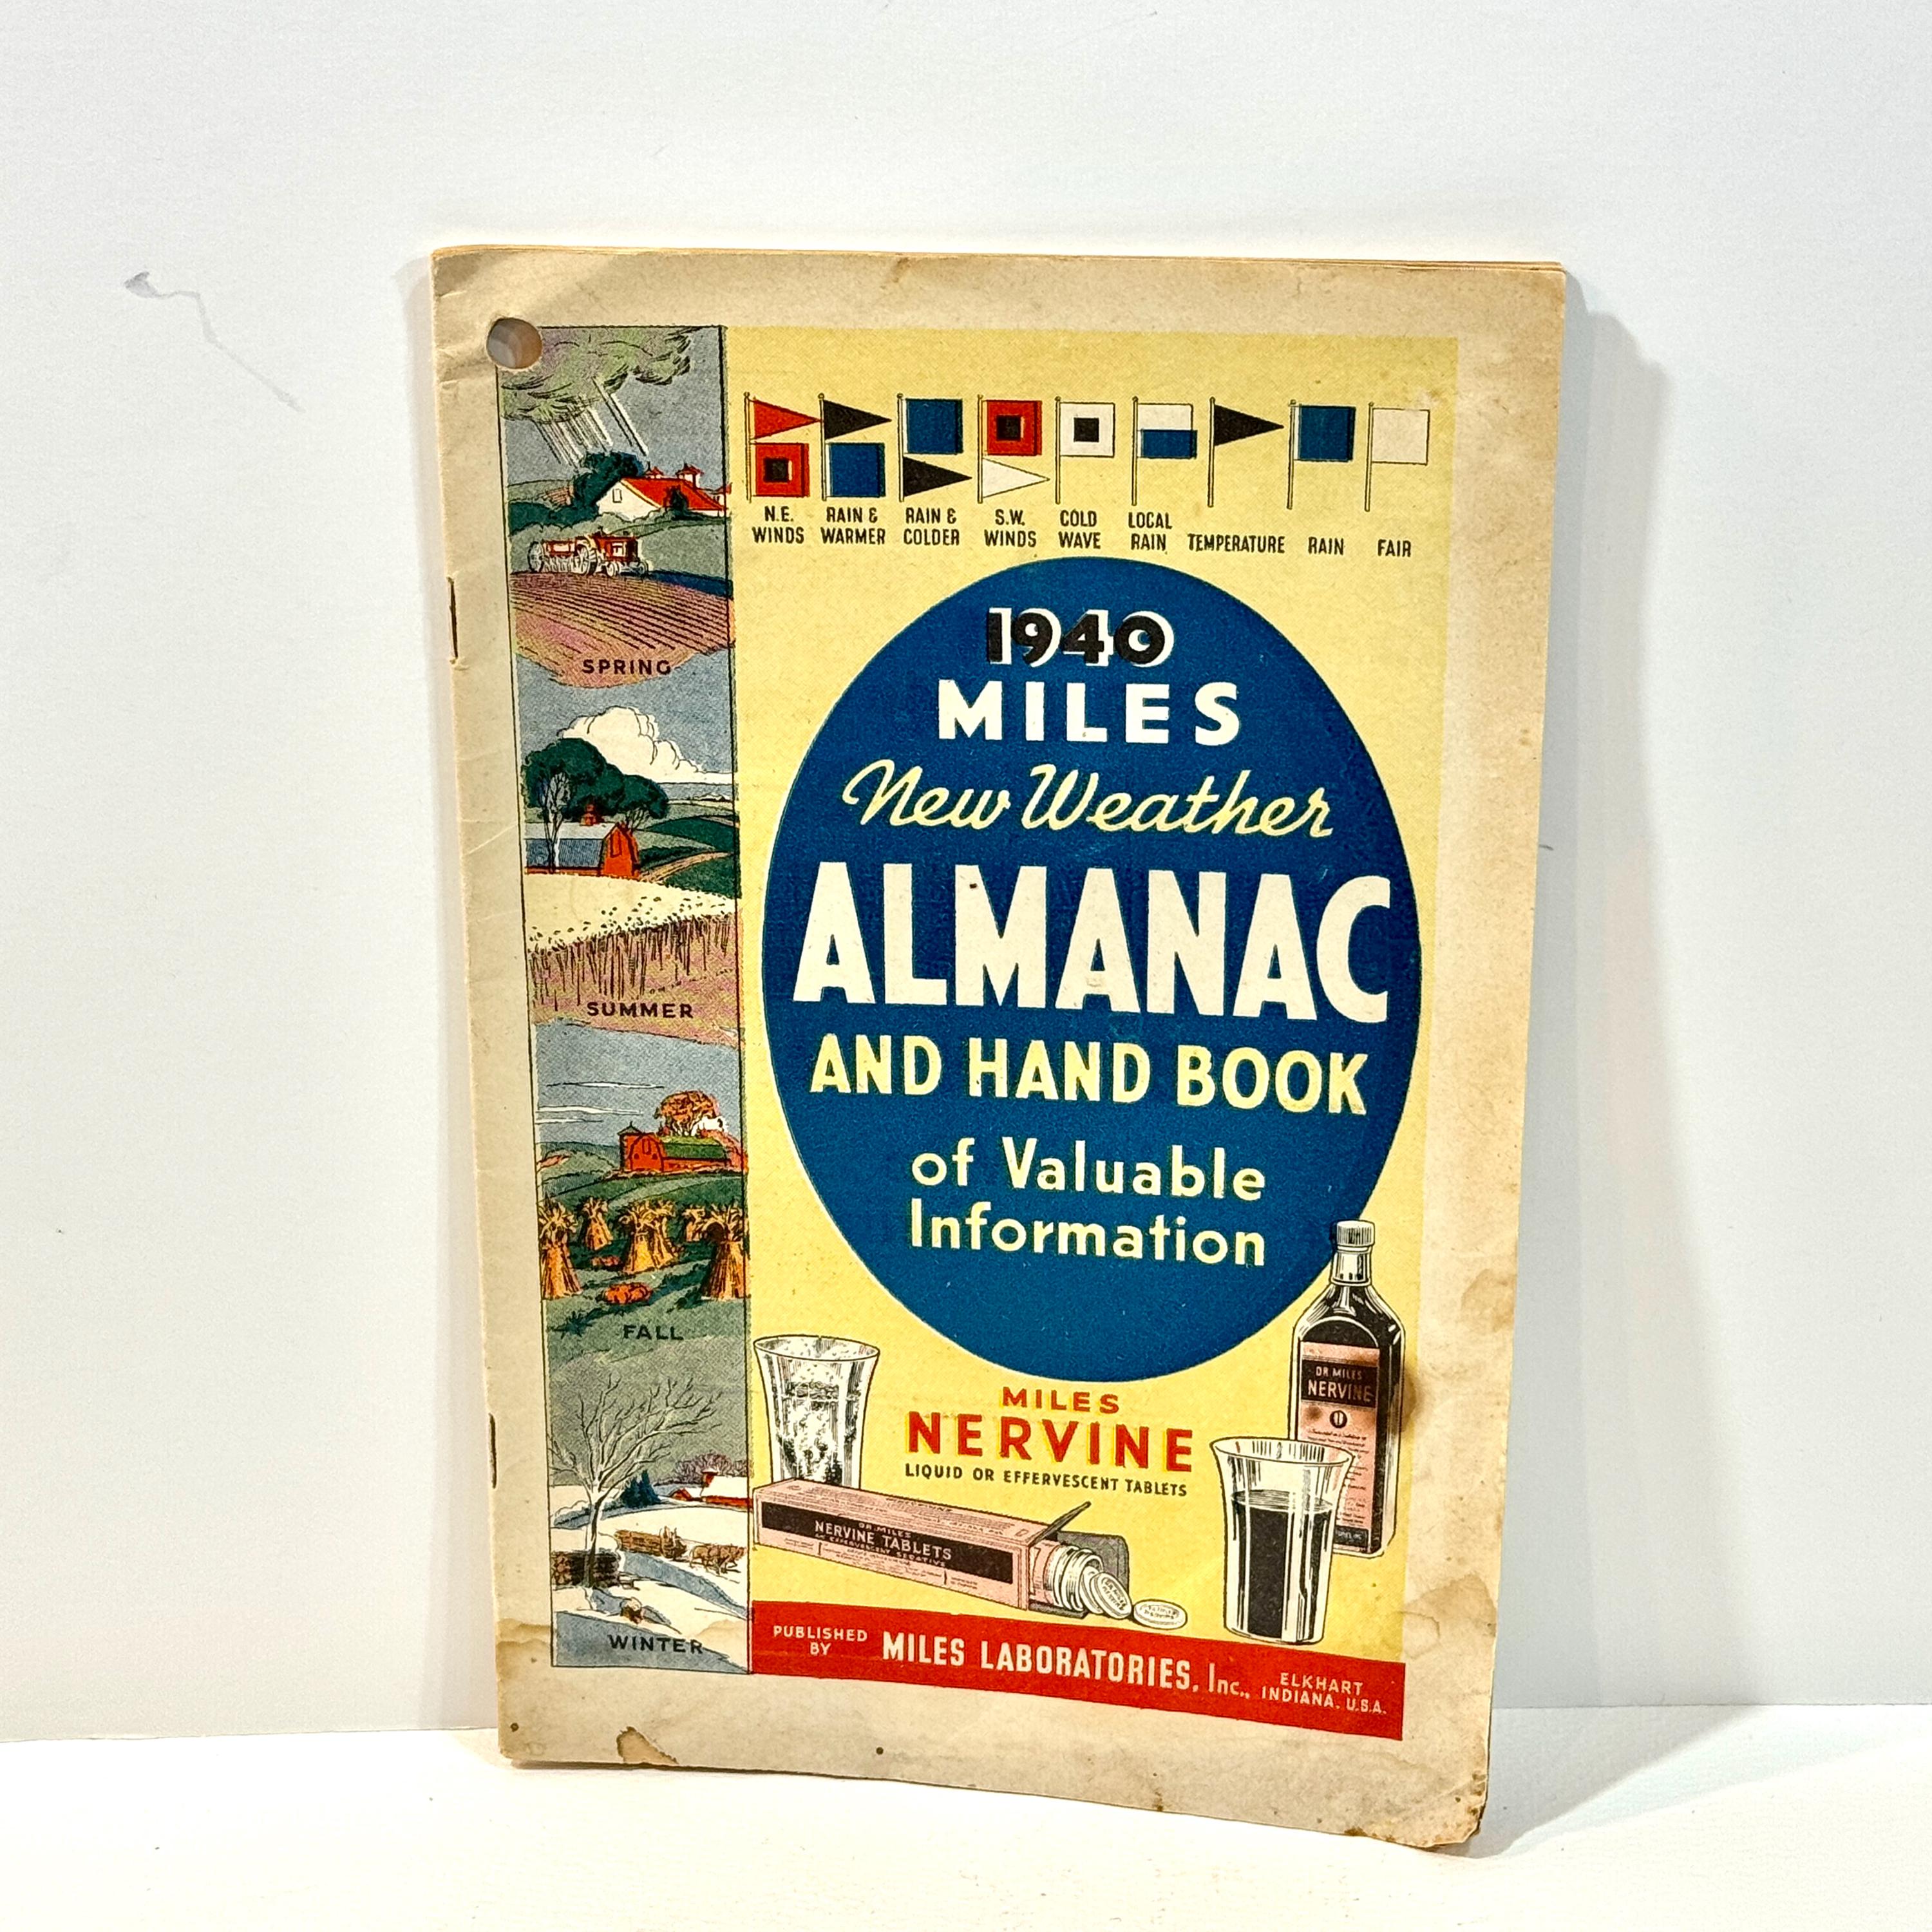 N.E.
WINDS
RAIN &
WARMER
RAIN &
COLDER
S.W.
WINDS
COLD
WAVE
LOCAL
RAIN
TEMPERATURE
RAIN
FAIR
1940
MILES
New Weather
ALMANAC
AND HAND BOOK
of Valuable
Information
SPRING
SUMMER
FALL
WINTER
MILES
NERVINE
LIQUID OR EFFERVESCENT TABLETS
DR. MILES
NERVINE TABLETS
DR MILES
NERVINE
PUBLISHED
BY
MILES LABORATORIES, Inc.,
ELKHART
INDIANA, U.S.A.